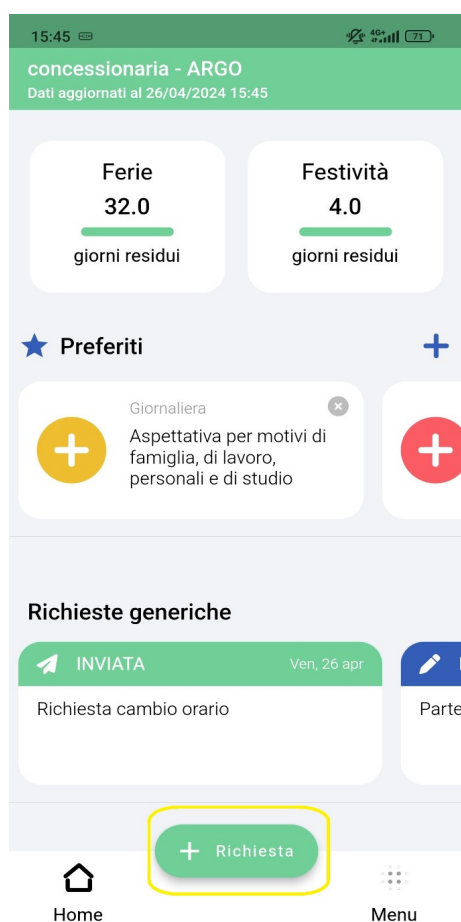 15:45
4G+
71
concessionaria - ARGO
Dati aggiornati al 26/04/2024 15:45
Ferie
32.0
giorni residui
Festività
4.0
giorni residui
Preferiti
Giornaliera
Aspettativa per motivi di
famiglia, di lavoro,
personali e di studio
Richieste generiche
INVIATA
Ven, 26 apr
Richiesta cambio orario
Parte
+ Richiesta
Home
Menu